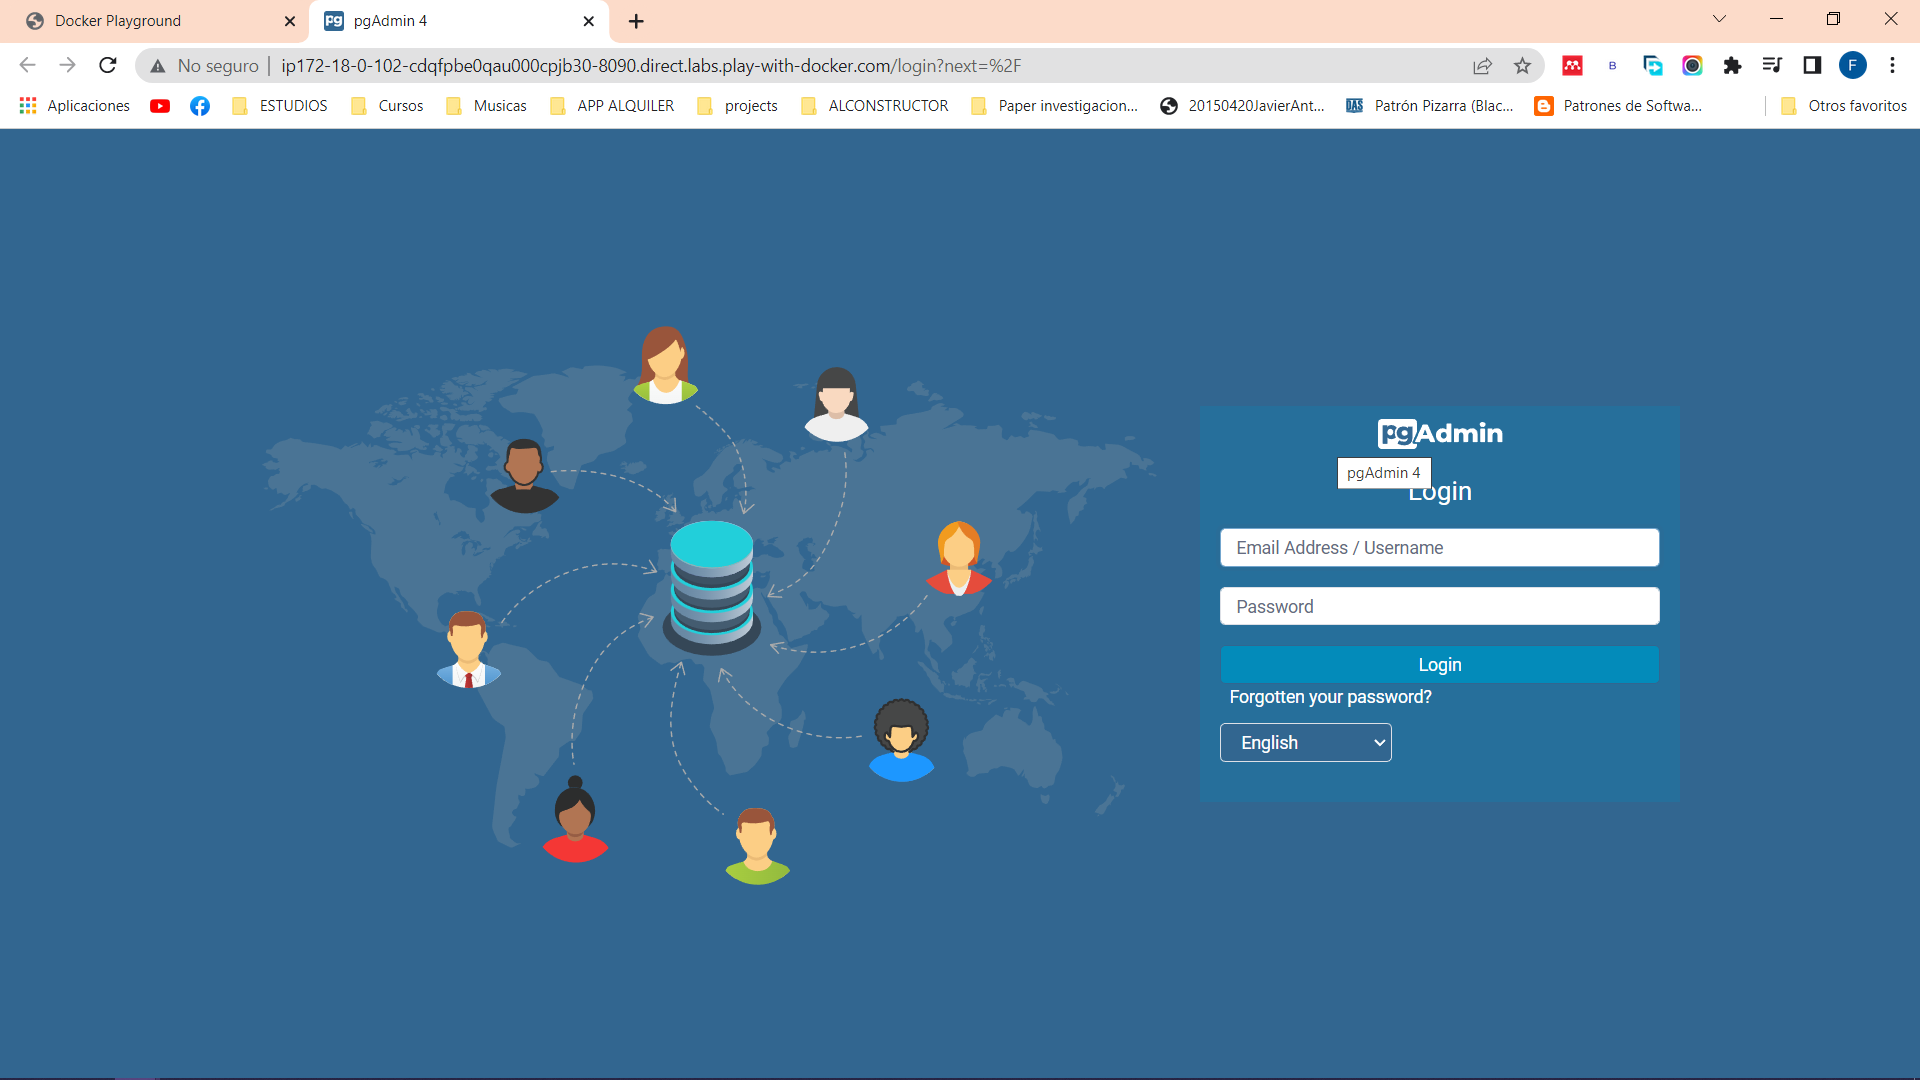 Docker Playground
pgAdmin 4
No seguro
ip172-18-0-102-cdqfpbe0qau000cpjb30-8090.direct.labs.play-with-docker.com/login?next=%2F
B
F
Aplicaciones
ESTUDIOS
Cursos
Musicas
APP ALQUILER
projects
ALCONSTRUCTOR
Paper investigacion...
20150420JavierAnt...
DAS
Patrón Pizarra (Blac...
Patrones de Softwa...
Otros favoritos
pgAdmin
pgAdmin 4
Login
Email Address / Username
Password
Login
Forgotten your password?
English